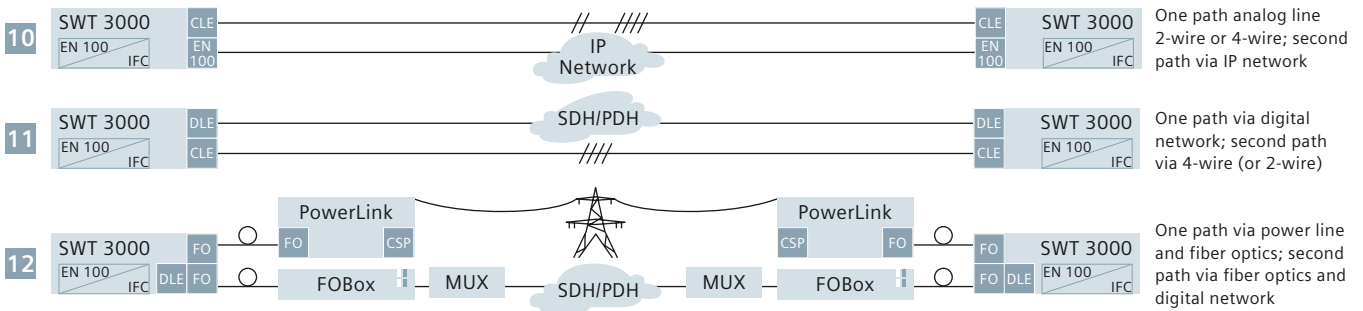 10
SWT 3000
EN 100
IFC
CLE
EN
100
IP
Network
CLE
EN
100
SWT 3000
EN 100
IFC
One path analog line
2-wire or 4-wire; second
path via IP network
11
SWT 3000
EN 100
IFC
DLE
CLE
SDH/PDH
DLE
CLE
SWT 3000
EN 100
IFC
One path via digital
network; second path
via 4-wire (or 2-wire)
12
SWT 3000
EN 100
IFC
FO
DLE
FO
PowerLink
FO
CSP
FOBox
MUX
SDH/PDH
MUX
PowerLink
CSP
FO
FOBox
FO
FO
DLE
SWT 3000
EN 100
IFC
One path via power line
and fiber optics; second
path via fiber optics and
digital network